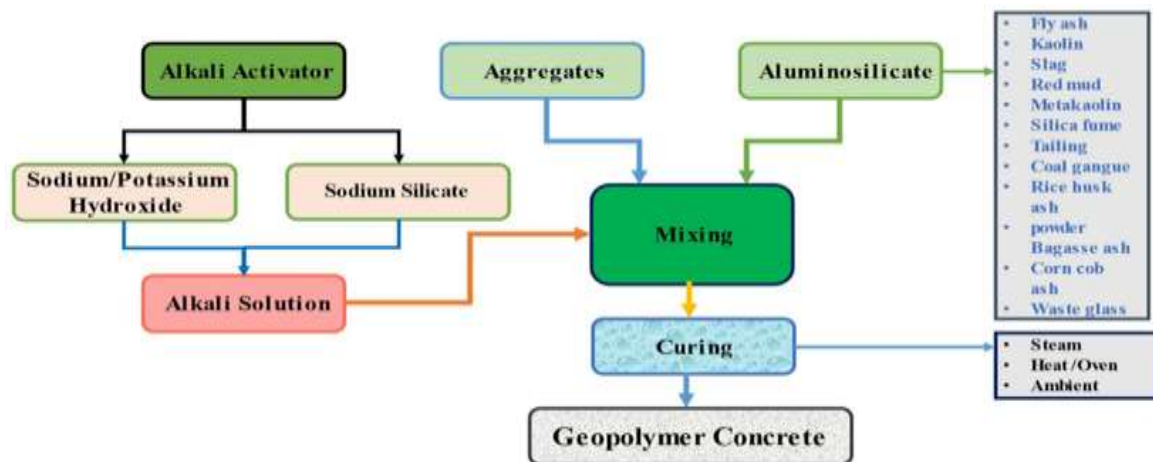 Alkali Activator
Aggregates
Aluminosilicate
Sodium/Potassium
Hydroxide
Sodium Silicate
Mixing
Alkali Solution
Curing
Geopolymer Concrete
• Fly ash
• Kaolin
• Slag
• Red mud
• Metakaolin
• Silica fume
• Tailing
• Coal gangue
• Rice husk
ash
• powder
Bagasse ash
• Corn cob
ash
• Waste glass
• Steam
• Heat /Oven
• Ambient